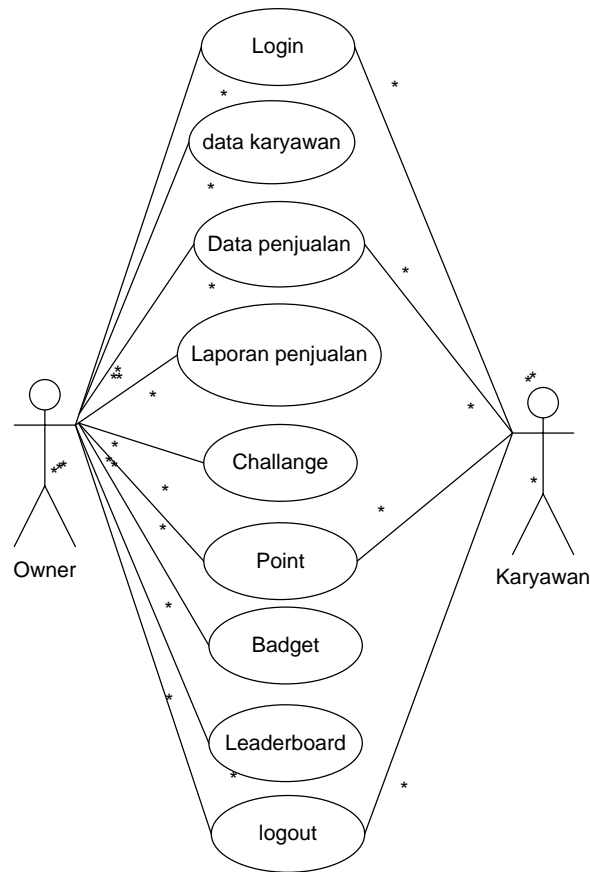 Login
data karyawan
Data penjualan
Laporan penjualan
Challange
Point
Badget
Leaderboard
logout
Owner
Karyawan